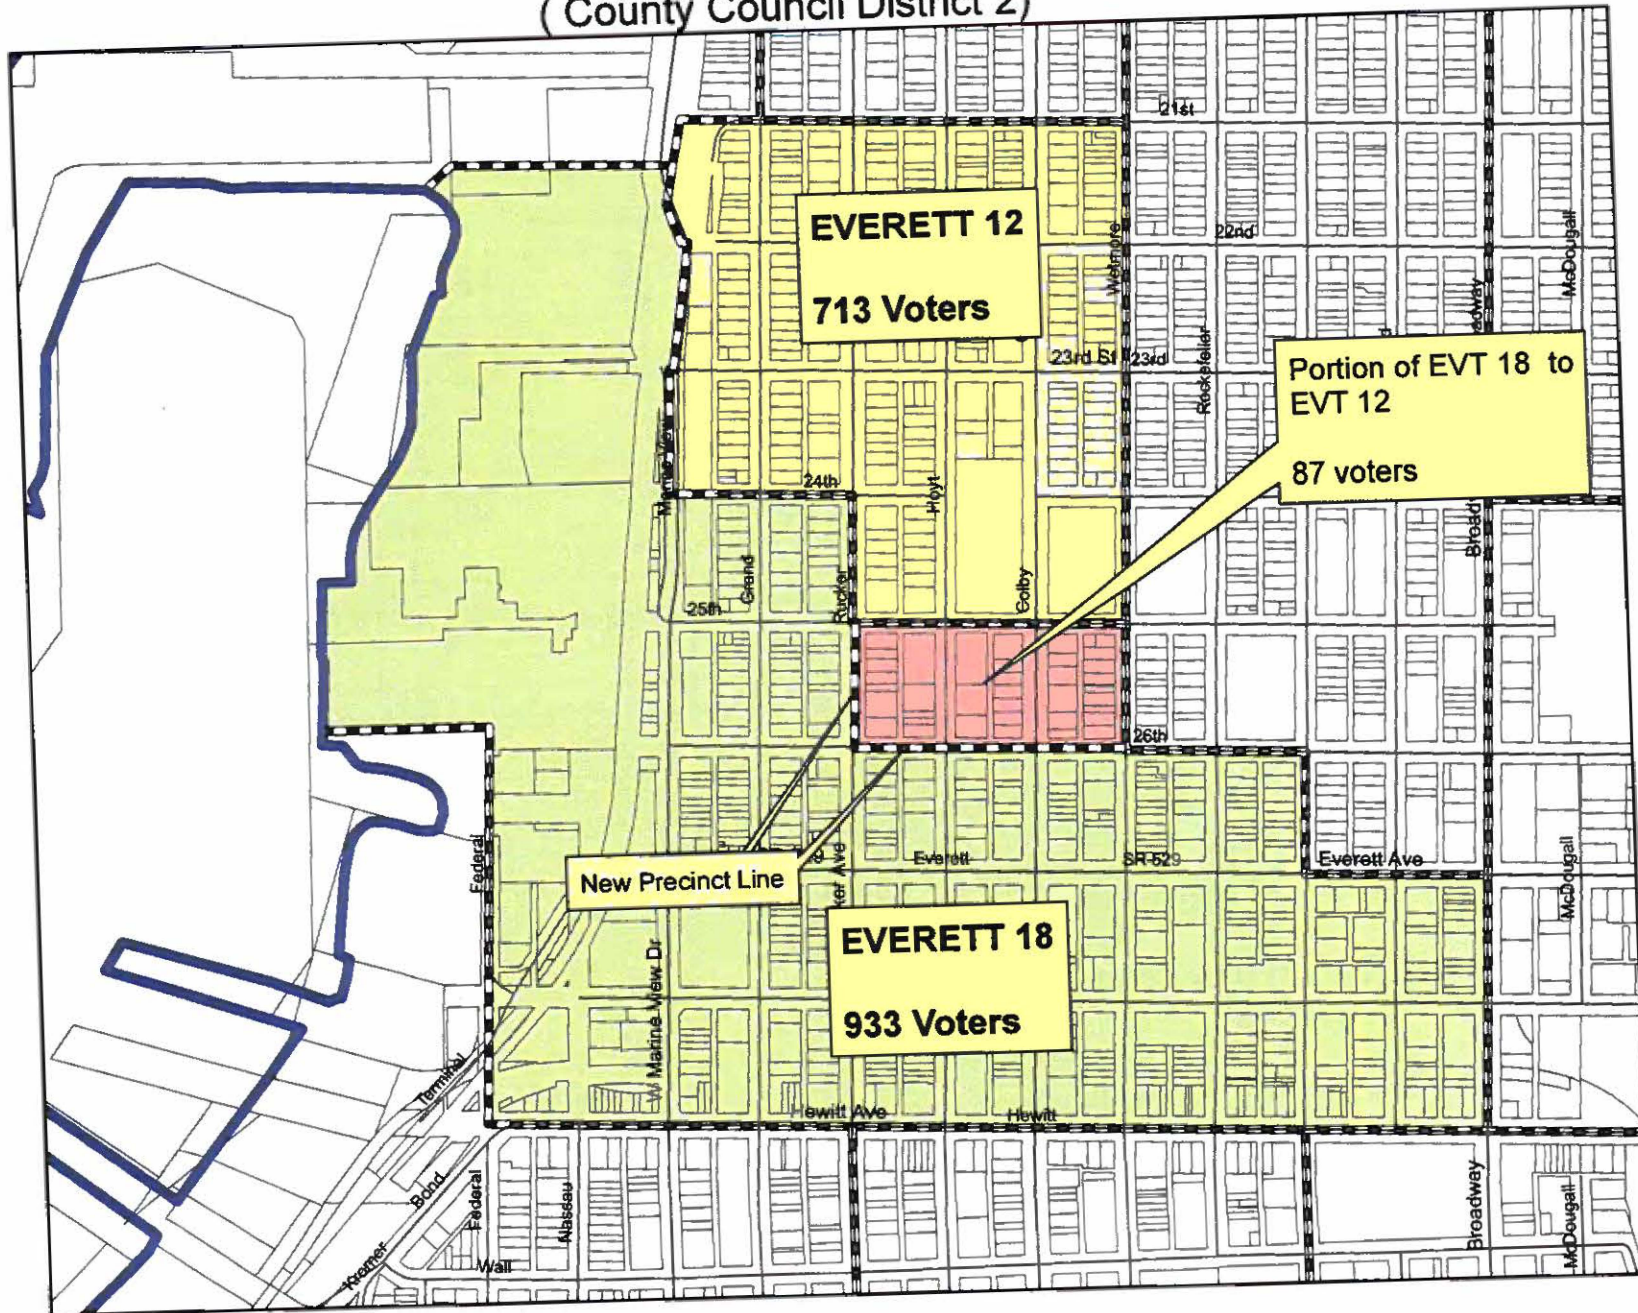 ( County Council District 2)
21st
EVERETT 12
713 Voters
Wetmore
22nd
McDougall
23rd St
23rd
Rockefeller
Portion of EVT 18 to
EVT 12
87 voters
24th
Hoyt
Grand
Rucker
Colby
25th
26th
New Precinct Line
Everett
SR 529
Everett Ave
Federal
McDougall
EVERETT 18
933 Voters
W Marine View Dr
Terminal
Hewitt Ave
Hewitt
Bond
Federal
Nassau
Broadway
McDougall
Kromer
Wall